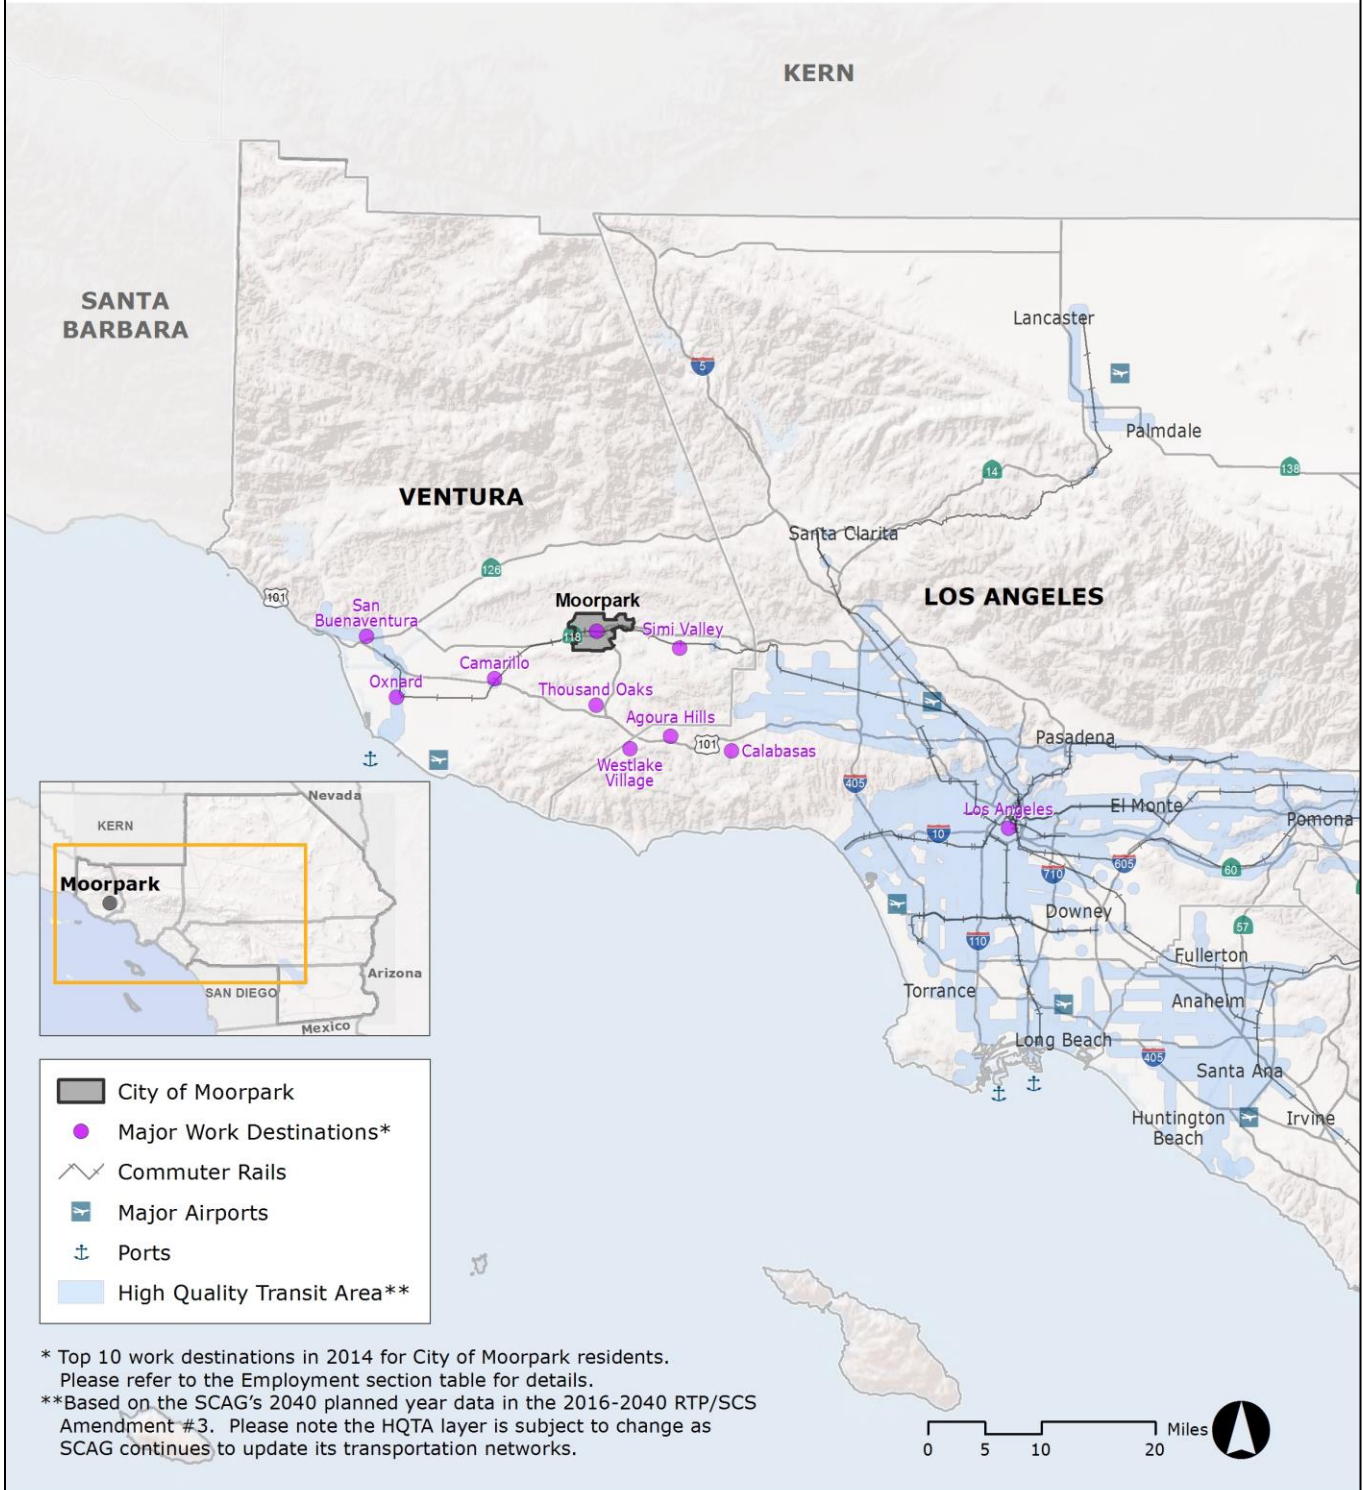 KERN
SANTA
BARBARA
Lancaster
5
Palmdale
14
138
VENTURA
Santa Clarita
126
LOS ANGELES
101
San
Buenaventura
Moorpark
118
Simi Valley
Camarillo
Oxnard
Thousand Oaks
Agoura Hills
101
Calabasas
Westlake
Village
Pasadena
405
Los Angeles
El Monte
Pomona
10
605
60
710
Downey
57
110
Fullerton
Torrance
Anaheim
Long Beach
405
Santa Ana
Huntington
Beach
Irvine
Nevada
KERN
Moorpark
Arizona
SAN DIEGO
Mexico
City of Moorpark
Major Work Destinations*
Commuter Rails
Major Airports
Ports
High Quality Transit Area**
* Top 10 work destinations in 2014 for City of Moorpark residents.
Please refer to the Employment section table for details.
**Based on the SCAG’s 2040 planned year data in the 2016-2040 RTP/SCS
Amendment #3. Please note the HQTA layer is subject to change as
SCAG continues to update its transportation networks.
0 5 10 20 Miles